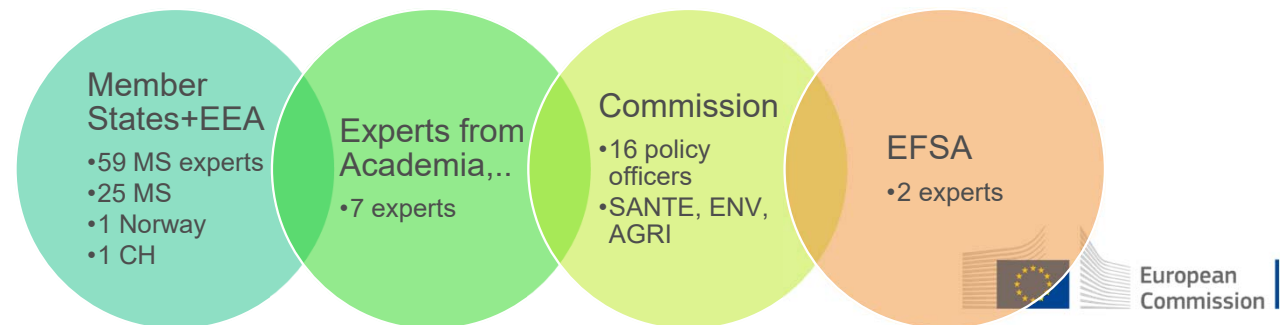 Member
States+EEA
•59 MS experts
•25 MS
•1 Norway
•1 CH
Experts from
Academia,..
•7 experts
Commission
•16 policy
officers
•SANTE, ENV,
AGRI
EFSA
•2 experts
European
Commission